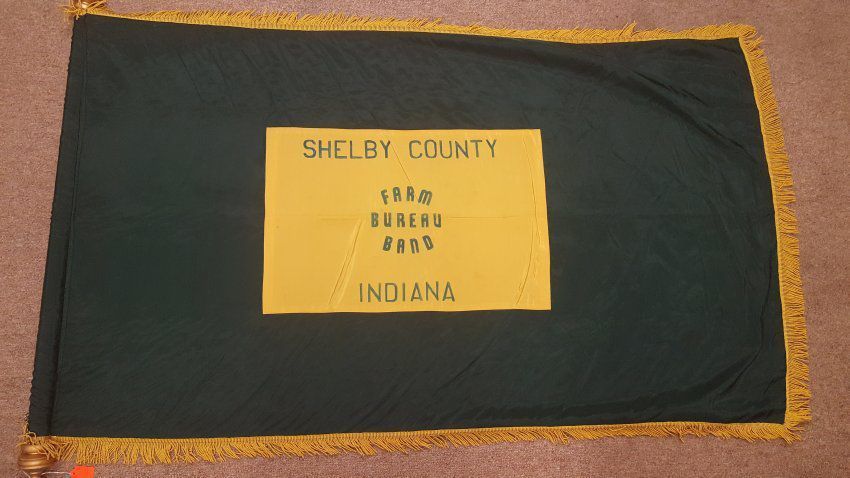 SHELBY COUNTY
FARM
BUREAU
BAND
INDIANA